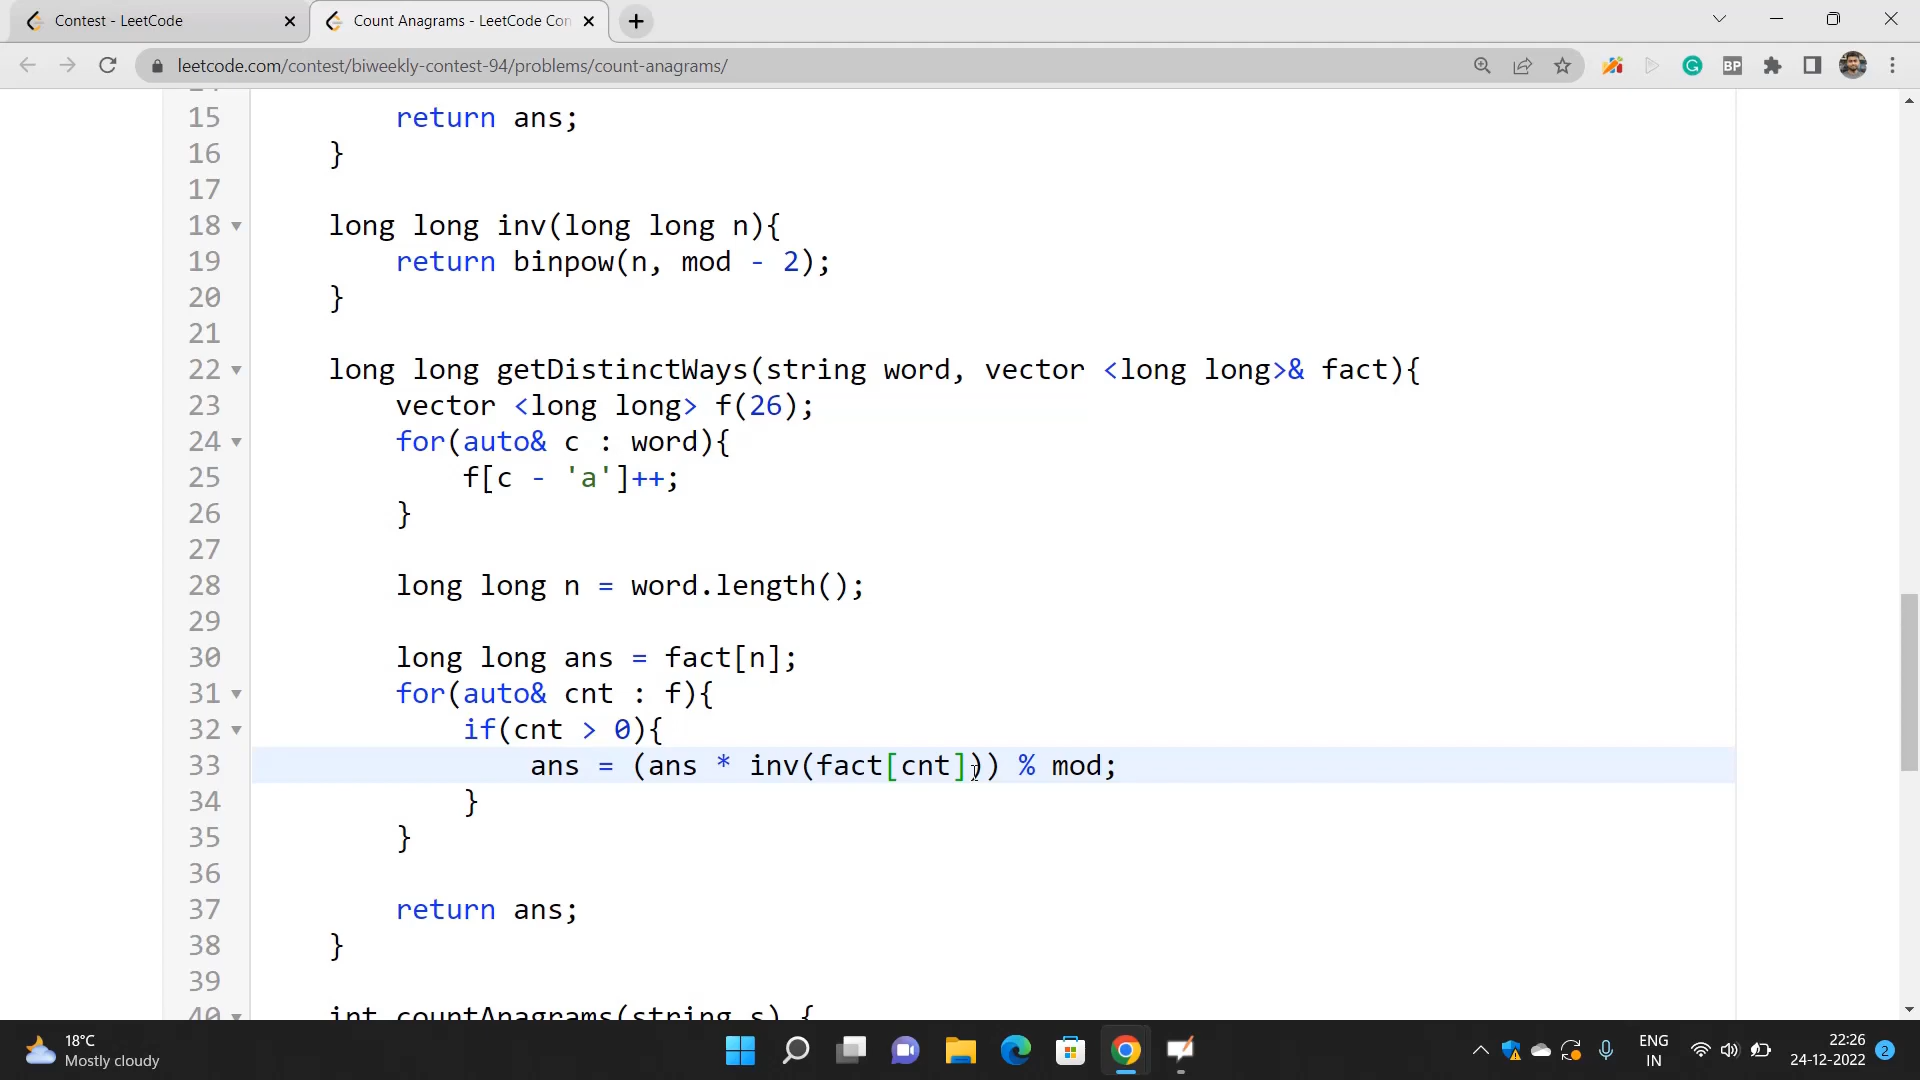 Contest - LeetCode
Count Anagrams - LeetCode Con
leetcode.com/contest/biweekly-contest-94/problems/count-anagrams/
BP
15 return ans;
16 }
17
18 long long inv(long long n){
19 return binpow(n, mod - 2);
20 }
21
22 long long getDistinctWays(string word, vector <long long>& fact){
23 vector <long long> f(26);
24 for(auto& c : word){
25 f[c - 'a']++;
26 }
27
28 long long n = word.length();
29
30 long long ans = fact[n];
31 for(auto& cnt : f){
32 if(cnt > 0){
33 ans = (ans * inv(fact[cnt])) % mod;
34 }
35 }
36
37 return ans;
38 }
39
40 int countAnagrams(string s) {
18°C
Mostly cloudy
ENG
IN
22:26
24-12-2022
2